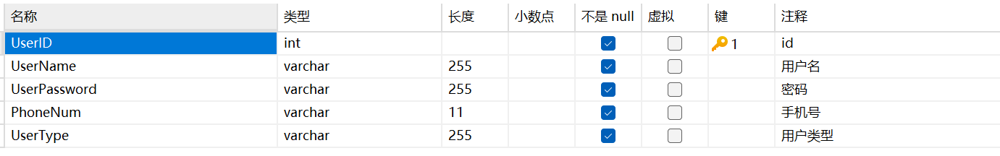 名称 类型 长度 小数点 不是 null 虚拟 键 注释
UserID int 1 id
UserName varchar 255 用户名
UserPassword varchar 255 密码
PhoneNum varchar 11 手机号
UserType varchar 255 用户类型